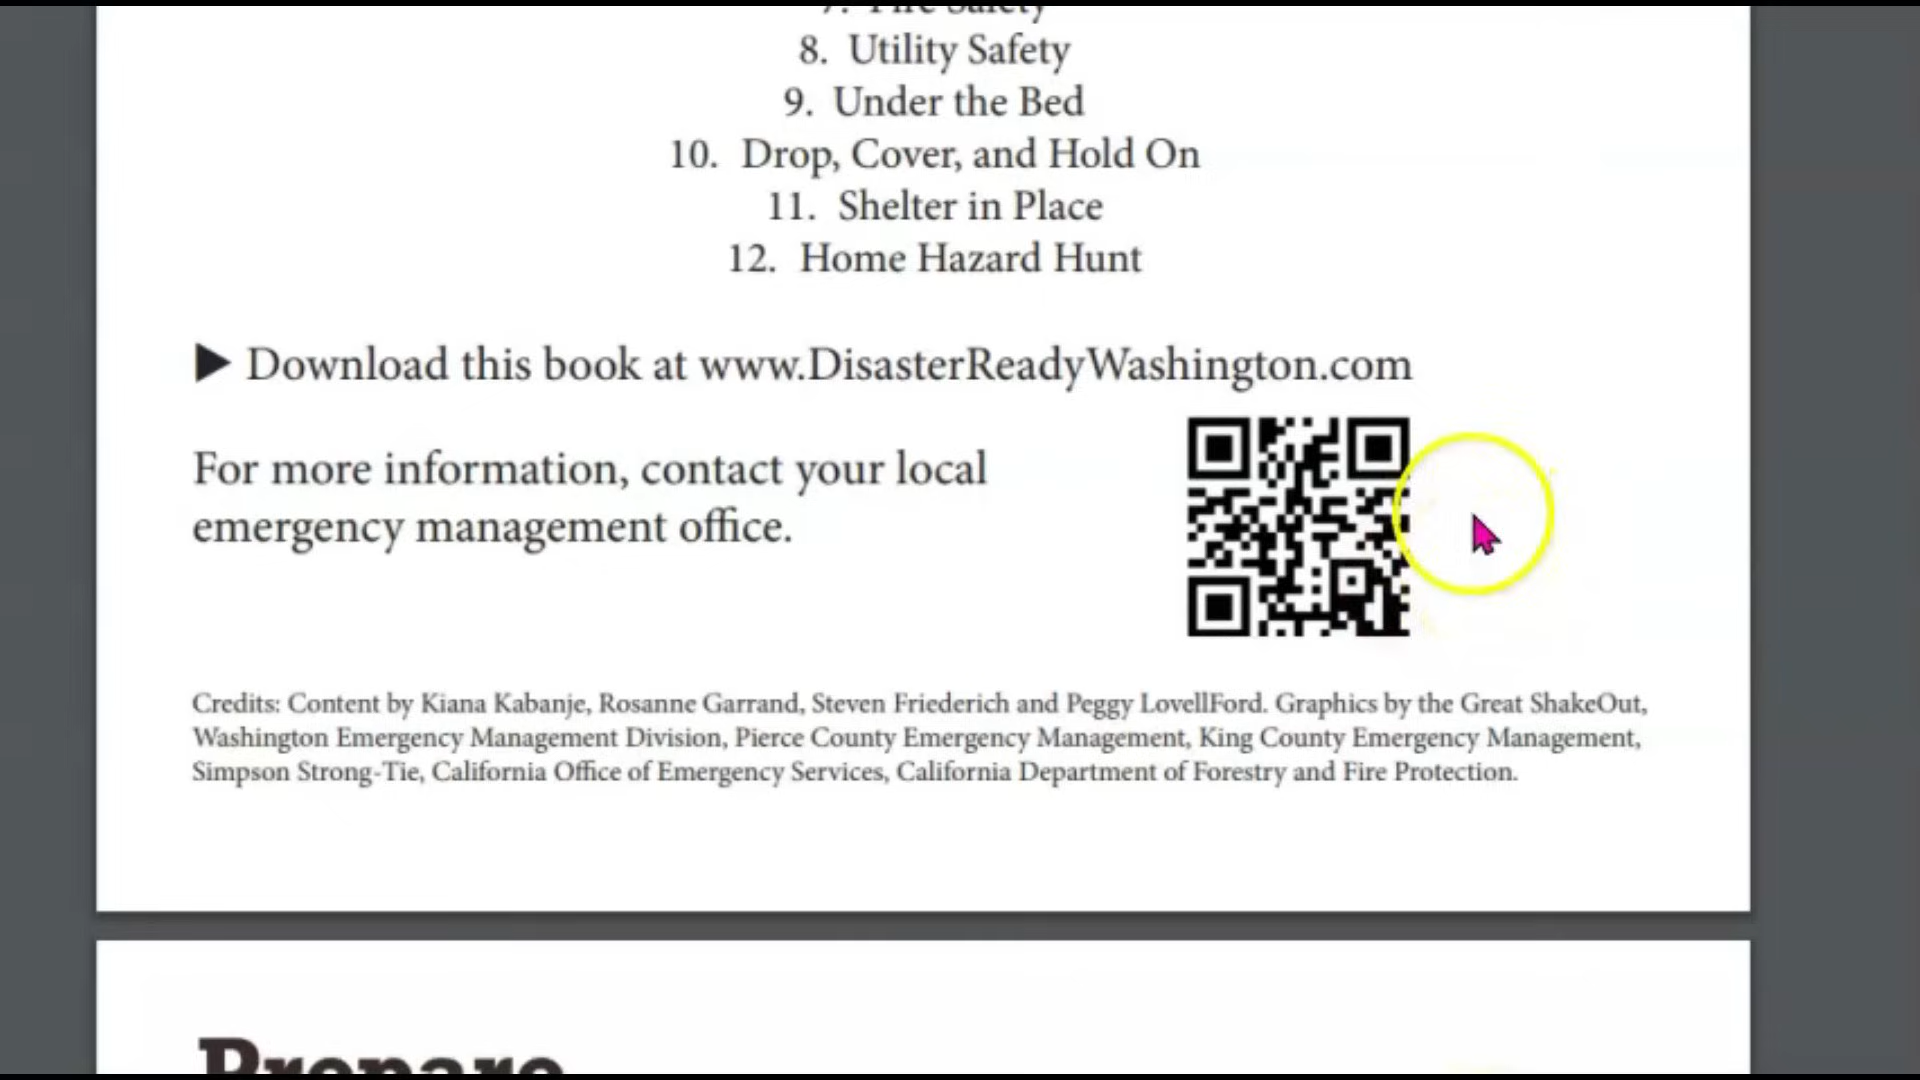 7. Fire Safety
8. Utility Safety
9. Under the Bed
10. Drop, Cover, and Hold On
11. Shelter in Place
12. Home Hazard Hunt
▶ Download this book at www.DisasterReadyWashington.com
For more information, contact your local
emergency management office.
Credits: Content by Kiana Kabanje, Rosanne Garrand, Steven Friederich and Peggy LovellFord. Graphics by the Great ShakeOut,
Washington Emergency Management Division, Pierce County Emergency Management, King County Emergency Management,
Simpson Strong-Tie, California Office of Emergency Services, California Department of Forestry and Fire Protection.
Prepare